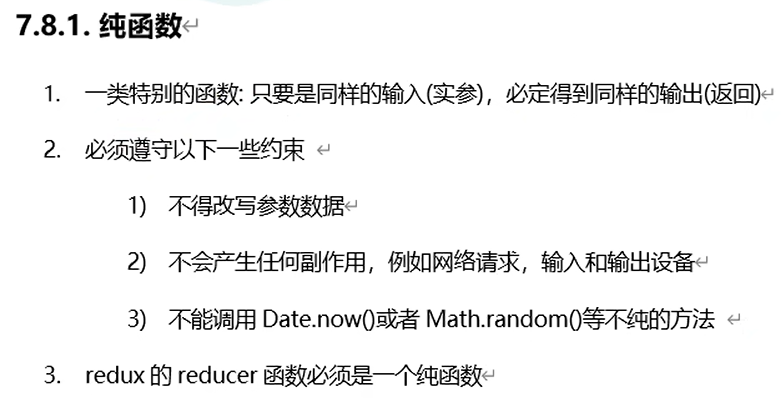 7.8.1. 纯函数↵
1. 一类特别的函数: 只要是同样的输入(实参)，必定得到同样的输出(返回)↵
2. 必须遵守以下一些约束 ↵
1) 不得改写参数数据↵
2) 不会产生任何副作用，例如网络请求，输入和输出设备↵
3) 不能调用 Date.now()或者 Math.random()等不纯的方法 ↵
3. redux 的 reducer 函数必须是一个纯函数↵